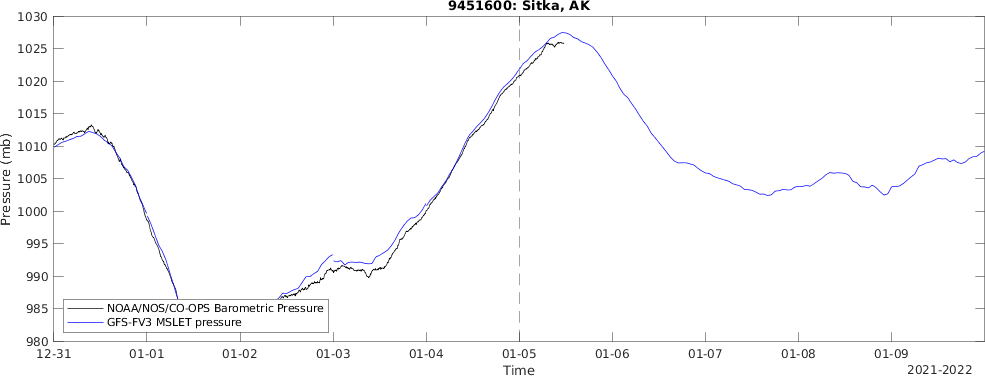 9451600: Sitka, AK
Pressure (mb)
1030
1025
1020
1015
1010
1005
1000
995
990
985
980
NOAA/NOS/CO-OPS Barometric Pressure
GFS-FV3 MSLET pressure
12-31 01-01 01-02 01-03 01-04 01-05 01-06 01-07 01-08 01-09
Time
2021-2022